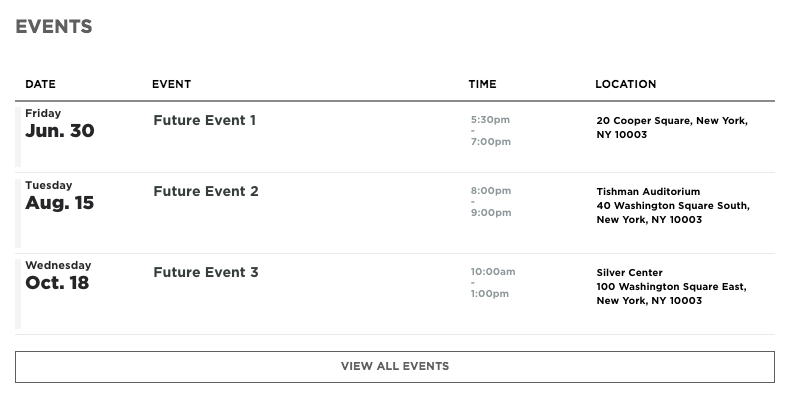 EVENTS
DATE EVENT TIME LOCATION
Friday
Jun. 30
Future Event 1
5:30pm
-
7:00pm
20 Cooper Square, New York,
NY 10003
Tuesday
Aug. 15
Future Event 2
8:00pm
-
9:00pm
Tishman Auditorium
40 Washington Square South,
New York, NY 10003
Wednesday
Oct. 18
Future Event 3
10:00am
-
1:00pm
Silver Center
100 Washington Square East,
New York, NY 10003
VIEW ALL EVENTS